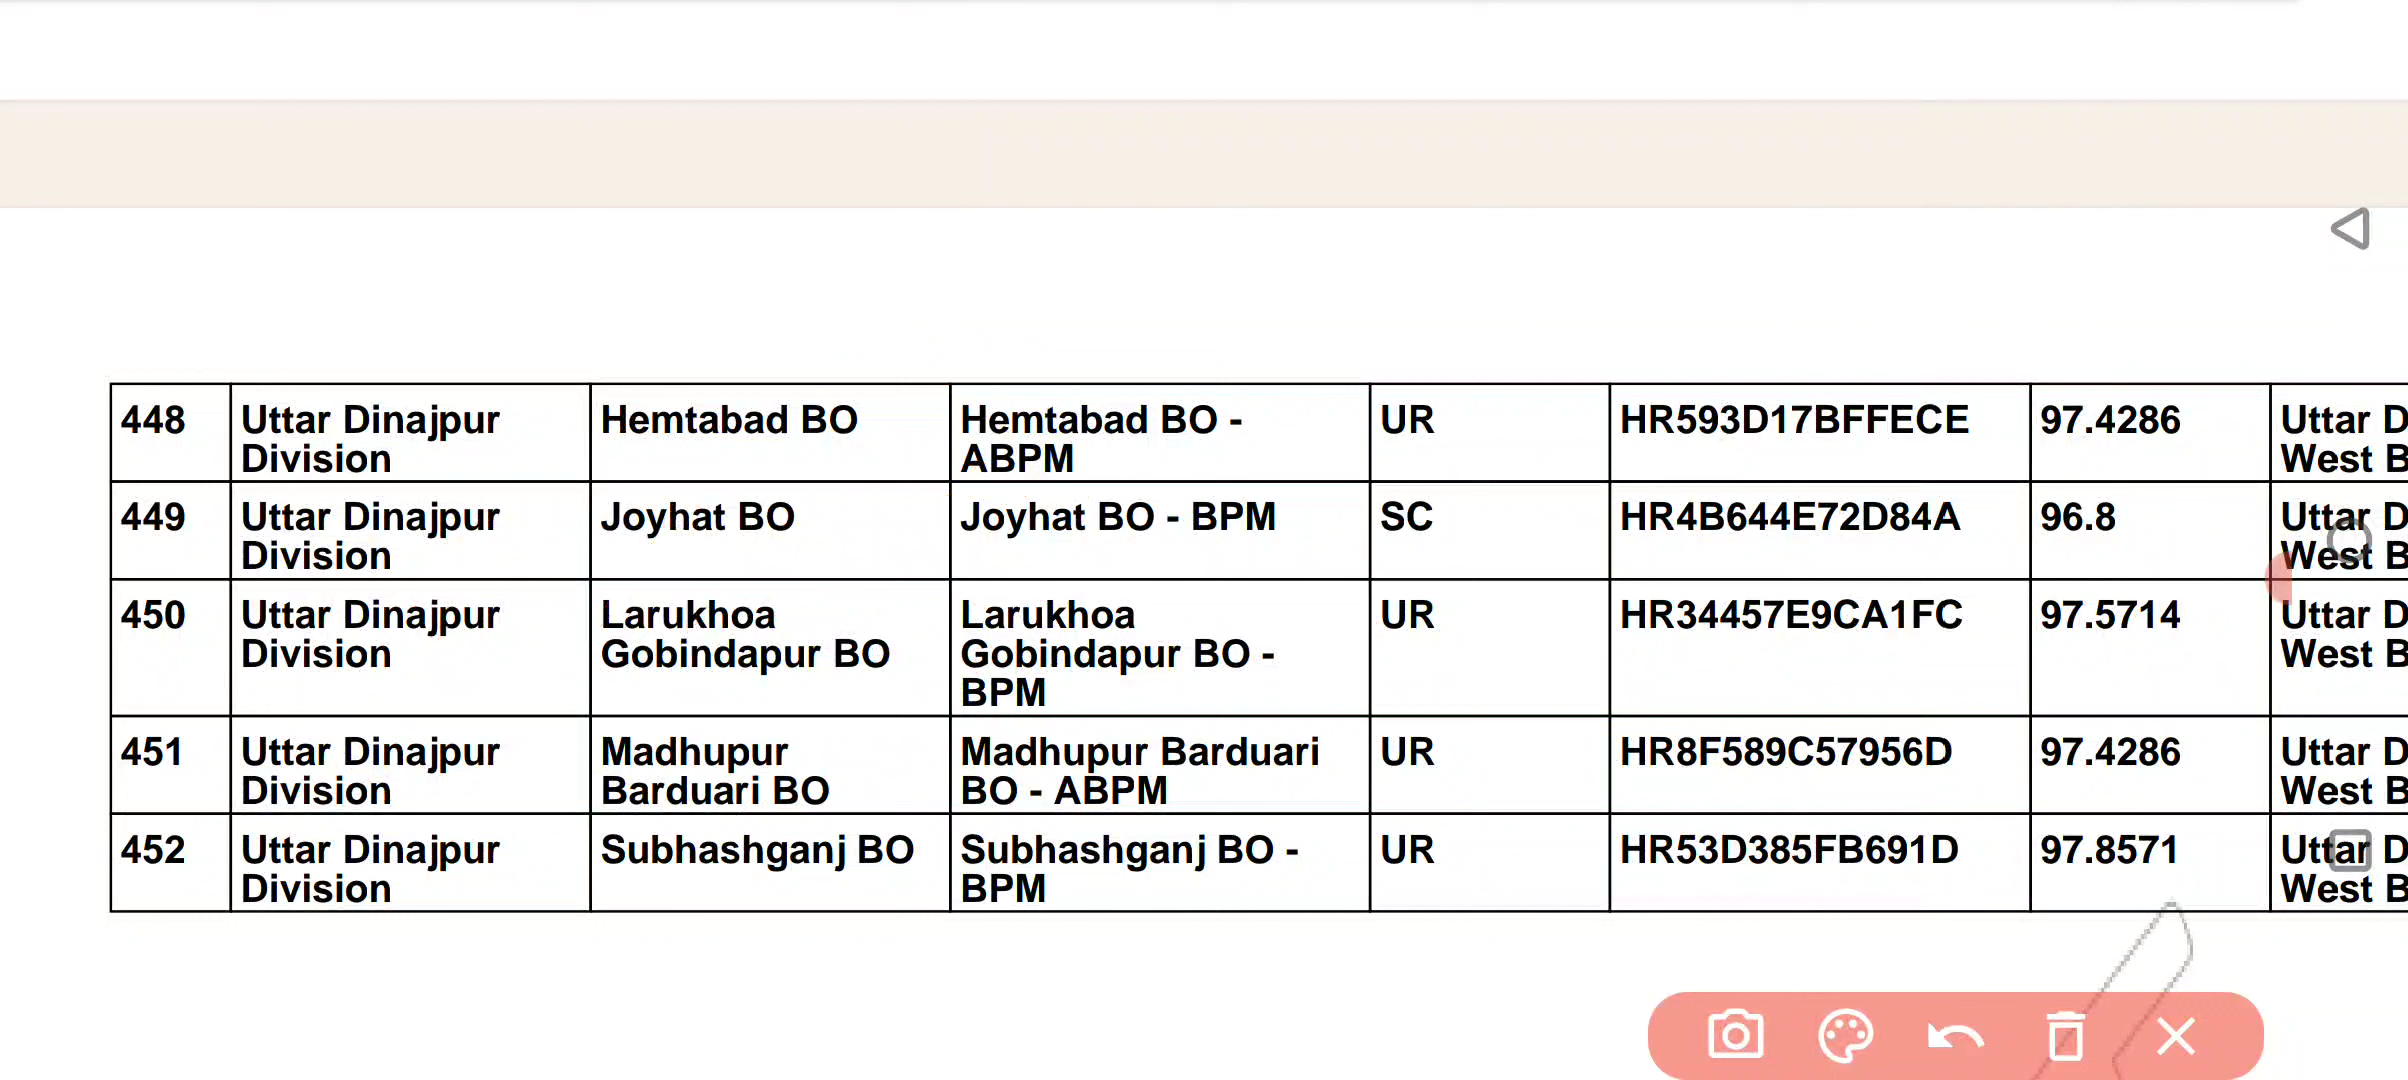 448 Uttar Dinajpur Hemtabad BO Hemtabad BO - UR HR593D17BFFECE 97.4286 Uttar D
Division ABPM West B
449 Uttar Dinajpur Joyhat BO Joyhat BO - BPM SC HR4B644E72D84A 96.8 Uttar D
Division West B
450 Uttar Dinajpur Larukhoa Larukhoa UR HR34457E9CA1FC 97.5714 Uttar D
Division Gobindapur BO Gobindapur BO - West B
BPM
451 Uttar Dinajpur Madhupur Madhupur Barduari UR HR8F589C57956D 97.4286 Uttar D
Division Barduari BO BO - ABPM West B
452 Uttar Dinajpur Subhashganj BO Subhashganj BO - UR HR53D385FB691D 97.8571 Uttar D
Division BPM West B